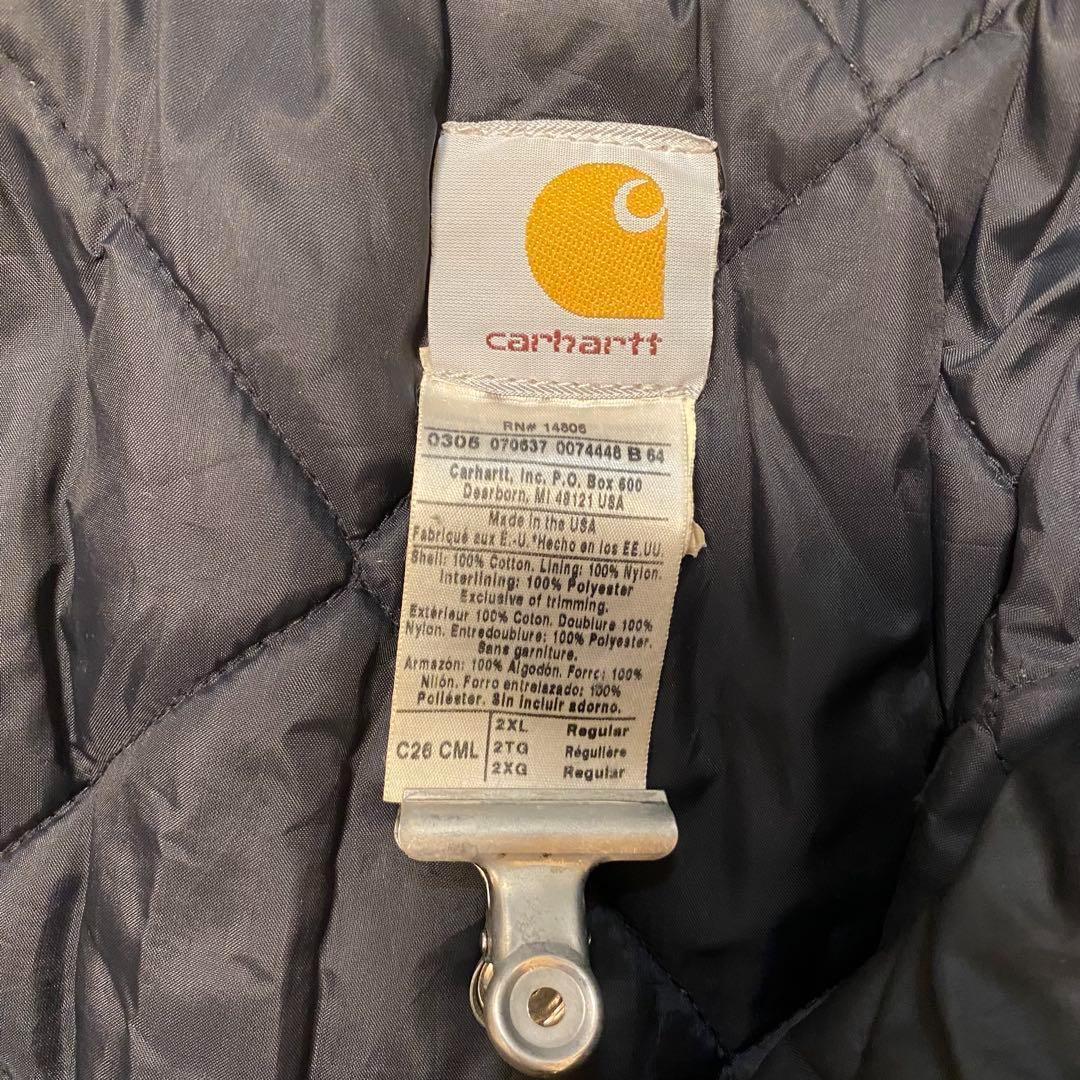 carhartt
RN# 14806
0305 070637 0074448 B 64
Carhartt, Inc. P.O. Box 600
Dearborn, MI 48121 USA
Made in the USA
Fabriqué aux É.-U.*Hecho en los EE.UU.
Shell: 100% Cotton. Lining: 100% Nylon.
Interlining: 100% Polyester
Exclusive of trimming.
Extérieur 100% Coton. Doublure 100%
Nylon. Entredoublure: 100% Polyester.
Sans garniture.
Armazón: 100% Algodón. Forro: 100%
Nilón. Forro entrelazado: 100%
Poliéster. Sin incluir adorno.
C26 CML
2XL Regular
2TG Régulière
2XG Regular